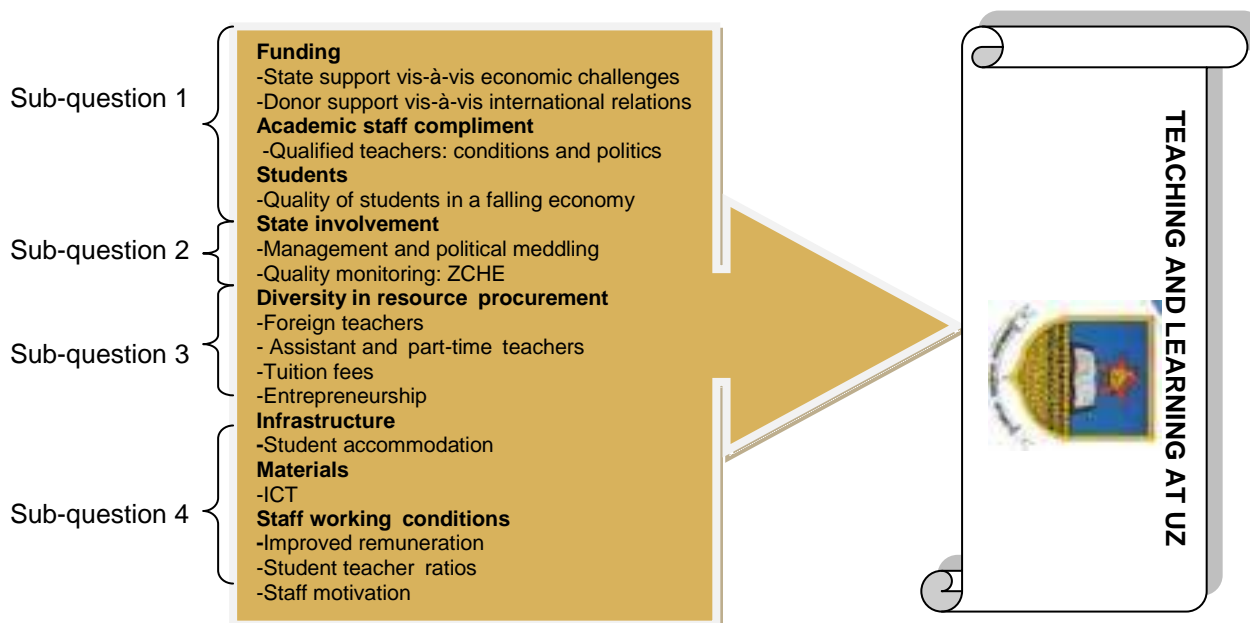 Sub-question 1
Sub-question 2
Sub-question 3
Sub-question 4
Funding
-State support vis-à-vis economic challenges
-Donor support vis-à-vis international relations
Academic staff compliment
-Qualified teachers: conditions and politics
Students
-Quality of students in a falling economy
State involvement
-Management and political meddling
-Quality monitoring: ZCHE
Diversity in resource procurement
-Foreign teachers
- Assistant and part-time teachers
-Tuition fees
-Entrepreneurship
Infrastructure
-Student accommodation
Materials
-ICT
Staff working conditions
-Improved remuneration
-Student teacher ratios
-Staff motivation
TEACHING AND LEARNING AT UZ